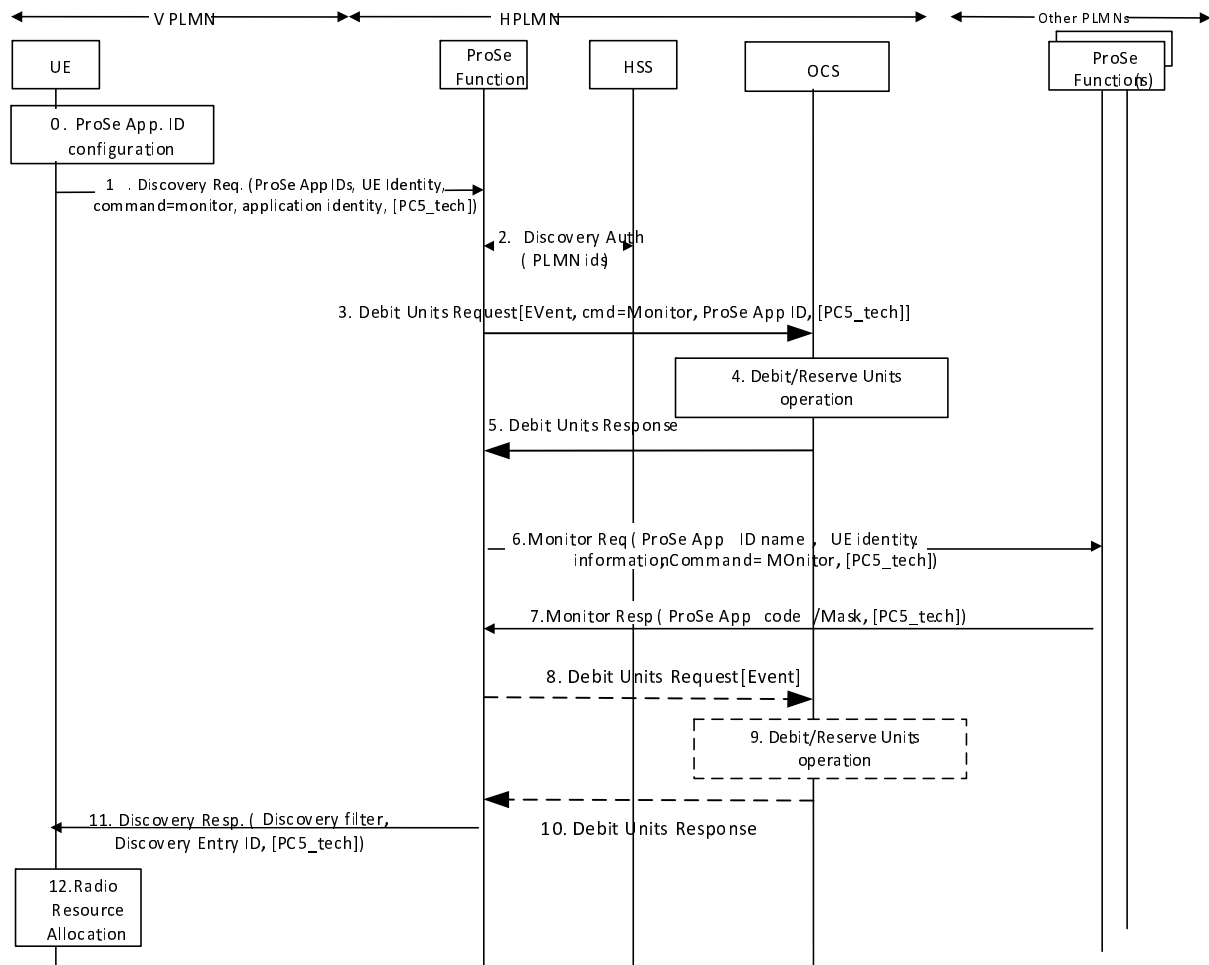 V PLMN
HPLMN
Other PLMNs
UE
ProSe
Function
HSS
OCS
ProSe
Function(s)
0. ProSe App. ID
configuration
1 . Discovery Req. (ProSe App IDs, UE Identity,
command=monitor, application identity, [PC5_tech])
2. Discovery Auth
( PLMN ids)
3. Debit Units Request[EVent, cmd=Monitor, ProSe App ID, [PC5_tech]]
4. Debit/Reserve Units
operation
5. Debit Units Response
6.Monitor Req ( ProSe App ID name , UE identity
information,Command= MOnitor, [PC5_tech])
7.Monitor Resp ( ProSe App code /Mask, [PC5_tech])
8. Debit Units Request[Event]
9. Debit/Reserve Units
operation
10. Debit Units Response
11. Discovery Resp. ( Discovery filter,
Discovery Entry ID, [PC5_tech])
12.Radio
Resource
Allocation